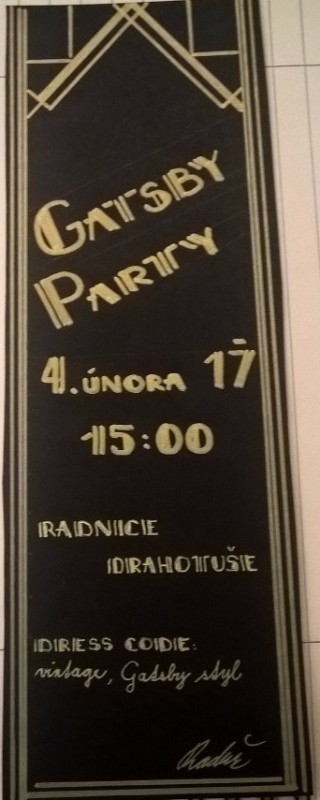 GATSBY
PARTY
4. ÚNORA 17
15:00
RADNICE
DRAHOTUŠE
DRESS CODE:
vintage, Gatsby styl